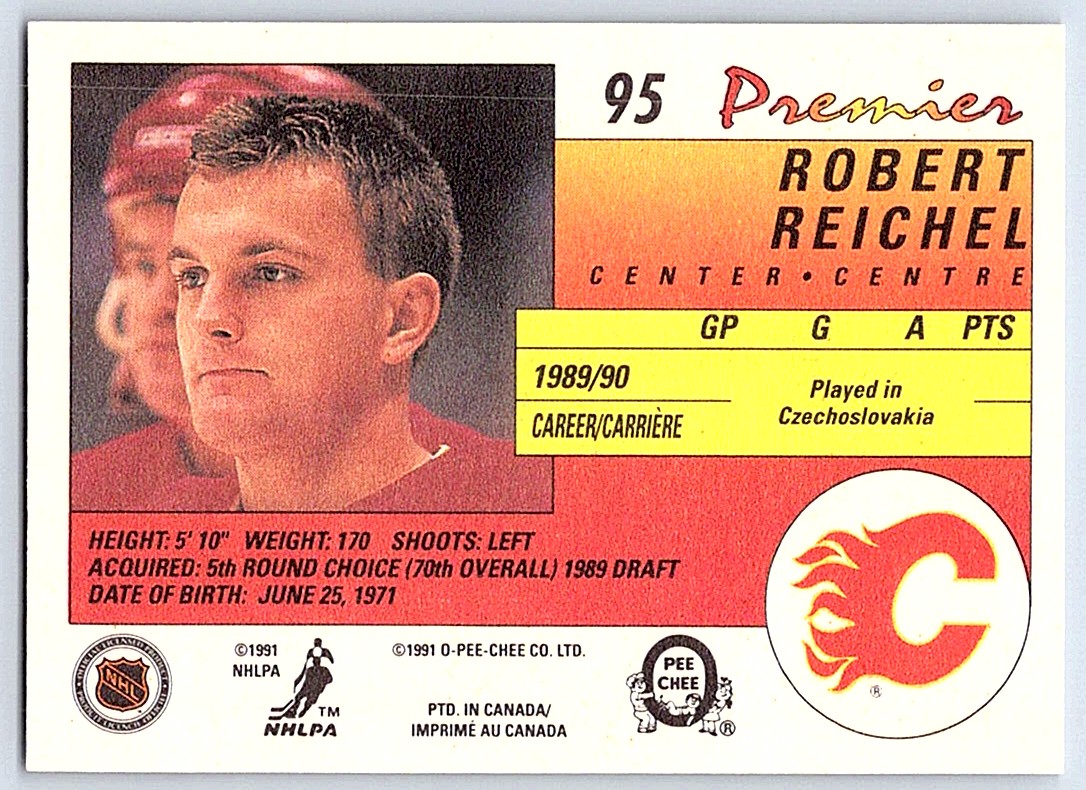 95 Premier
ROBERT
REICHEL
CENTER • CENTRE
GP G A PTS
1989/90
CAREER/CARRIÈRE
Played in
Czechoslovakia
HEIGHT: 5' 10" WEIGHT: 170 SHOOTS: LEFT
ACQUIRED: 5th ROUND CHOICE (70th OVERALL) 1989 DRAFT
DATE OF BIRTH: JUNE 25, 1971
C
®
NHL
©1991
NHLPA
TM
NHLPA
©1991 O-PEE-CHEE CO. LTD.
PTD. IN CANADA/
IMPRIMÉ AU CANADA
O
PEE
CHEE
®